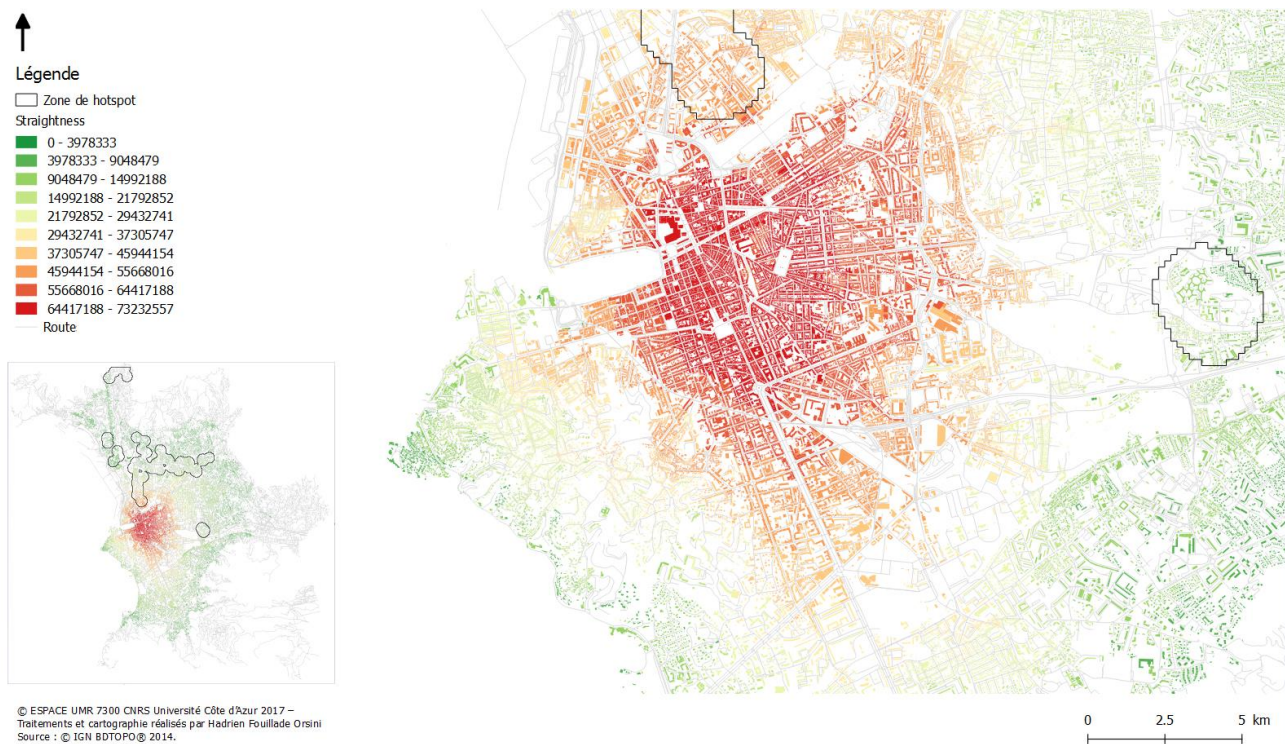 Légende
Zone de hotspot
Straightness
0 - 3978333
3978333 - 9048479
9048479 - 14992188
14992188 - 21792852
21792852 - 29432741
29432741 - 37305747
37305747 - 45944154
45944154 - 55668016
55668016 - 64417188
64417188 - 73232557
Route
© ESPACE UMR 7300 CNRS Université Côte d'Azur 2017 –
Traitements et cartographie réalisés par Hadrien Fouillade Orsini
Source : © IGN BDTOPO® 2014.
0 2.5 5 km